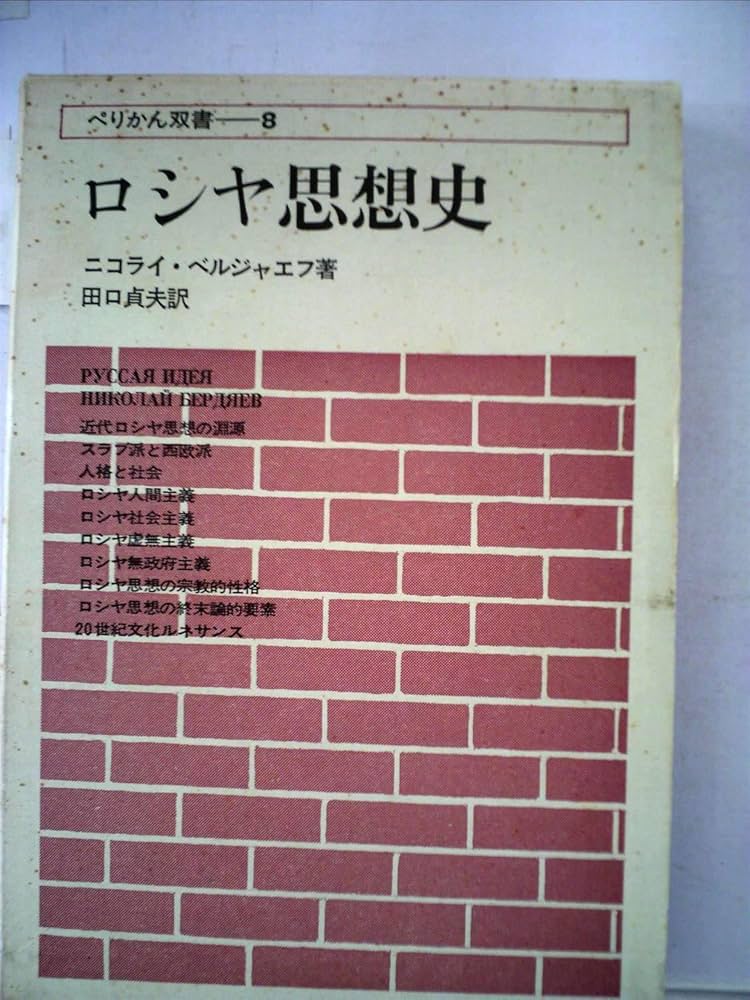 ぺりかん双書——8
ロシヤ思想史
ニコライ・ベルジャエフ著
田口貞夫訳
РУССАЯ ИДЕЯ
НИКОЛАЙ БЕРДЯЕВ
近代ロシヤ思想の淵源
スラブ派と西欧派
人格と社会
ロシヤ人間主義
ロシヤ社会主義
ロシヤ虚無主義
ロシヤ無政府主義
ロシヤ思想の宗教的性格
ロシヤ思想の終末論的要素
20世紀文化ルネサンス